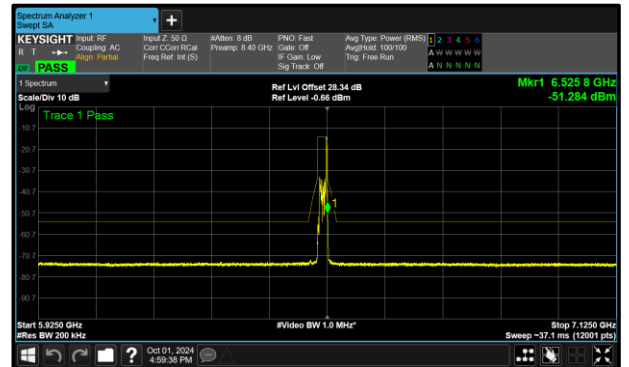 Spectrum Analyzer 1
Swept SA
+
KEYSIGHT Input: RF Input Z: 50 Ω #Atten: 8 dB PNO: Fast Avg Type: Power (RMS) 1 2 3 4 5 6
R T Coupling: AC Corr CCorr RCal Preamp: 8.40 GHz Gate: Off Avg|Hold: 100/100 A W W W W W
Align: Partial Freq Ref: Int (S) IF Gain: Low Trig: Free Run
PASS Sig Track: Off A N N N N N
1 Spectrum Ref Lvl Offset 28.34 dB Mkr1 6.525 8 GHz
Scale/Div 10 dB Ref Level -0.66 dBm -51.284 dBm
Log
Trace 1 Pass
-10.7
-20.7
-30.7
-40.7
1
-50.7
-60.7
-70.7
-80.7
-90.7
Start 5.9250 GHz #Video BW 1.0 MHz* Stop 7.1250 GHz
#Res BW 200 kHz Sweep ~37.1 ms (12001 pts)
? Oct 01, 2024
4:59:38 PM